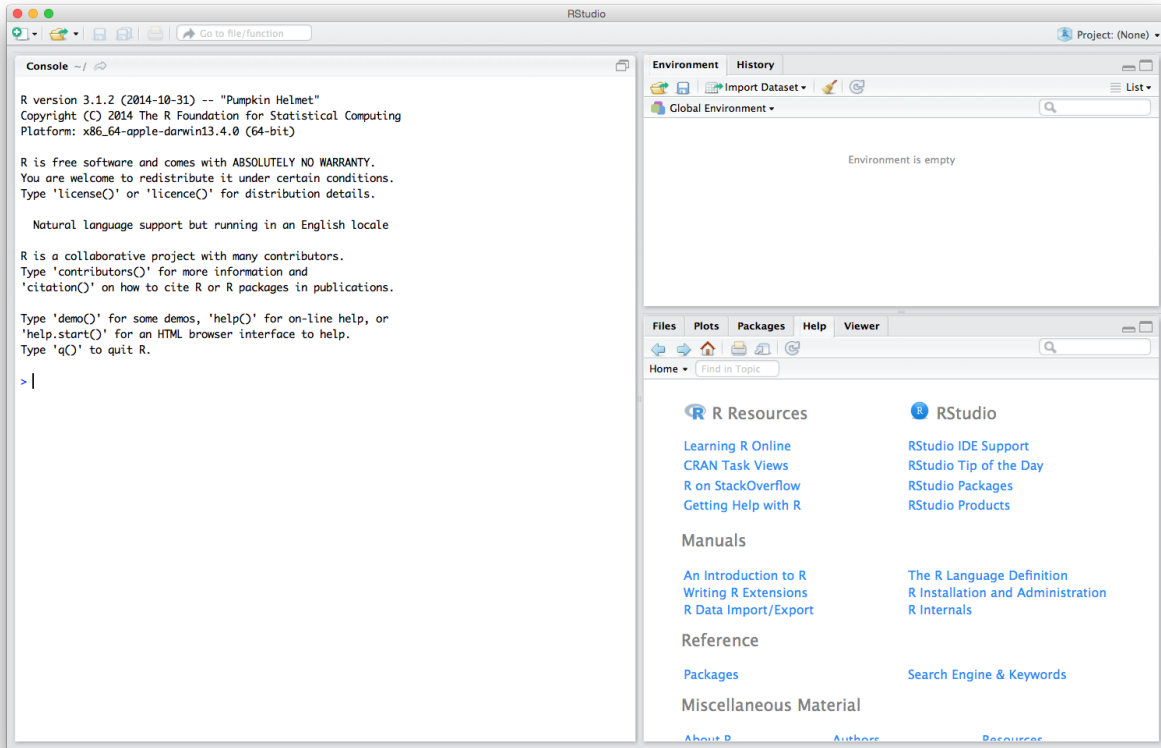 RStudio
Go to file/function
Project: (None)
Console ~/
R version 3.1.2 (2014-10-31) -- "Pumpkin Helmet"
Copyright (C) 2014 The R Foundation for Statistical Computing
Platform: x86_64-apple-darwin13.4.0 (64-bit)
R is free software and comes with ABSOLUTELY NO WARRANTY.
You are welcome to redistribute it under certain conditions.
Type 'license()' or 'licence()' for distribution details.
Natural language support but running in an English locale
R is a collaborative project with many contributors.
Type 'contributors()' for more information and
'citation()' on how to cite R or R packages in publications.
Type 'demo()' for some demos, 'help()' for on-line help, or
'help.start()' for an HTML browser interface to help.
Type 'q()' to quit R.
>
Environment History
Import Dataset List
Global Environment
Environment is empty
Files Plots Packages Help Viewer
Home Find in Topic
R R Resources
R RStudio
Learning R Online
CRAN Task Views
R on StackOverflow
Getting Help with R
RStudio IDE Support
RStudio Tip of the Day
RStudio Packages
RStudio Products
Manuals
An Introduction to R
Writing R Extensions
R Data Import/Export
The R Language Definition
R Installation and Administration
R Internals
Reference
Packages
Search Engine & Keywords
Miscellaneous Material
About R Authors Resources